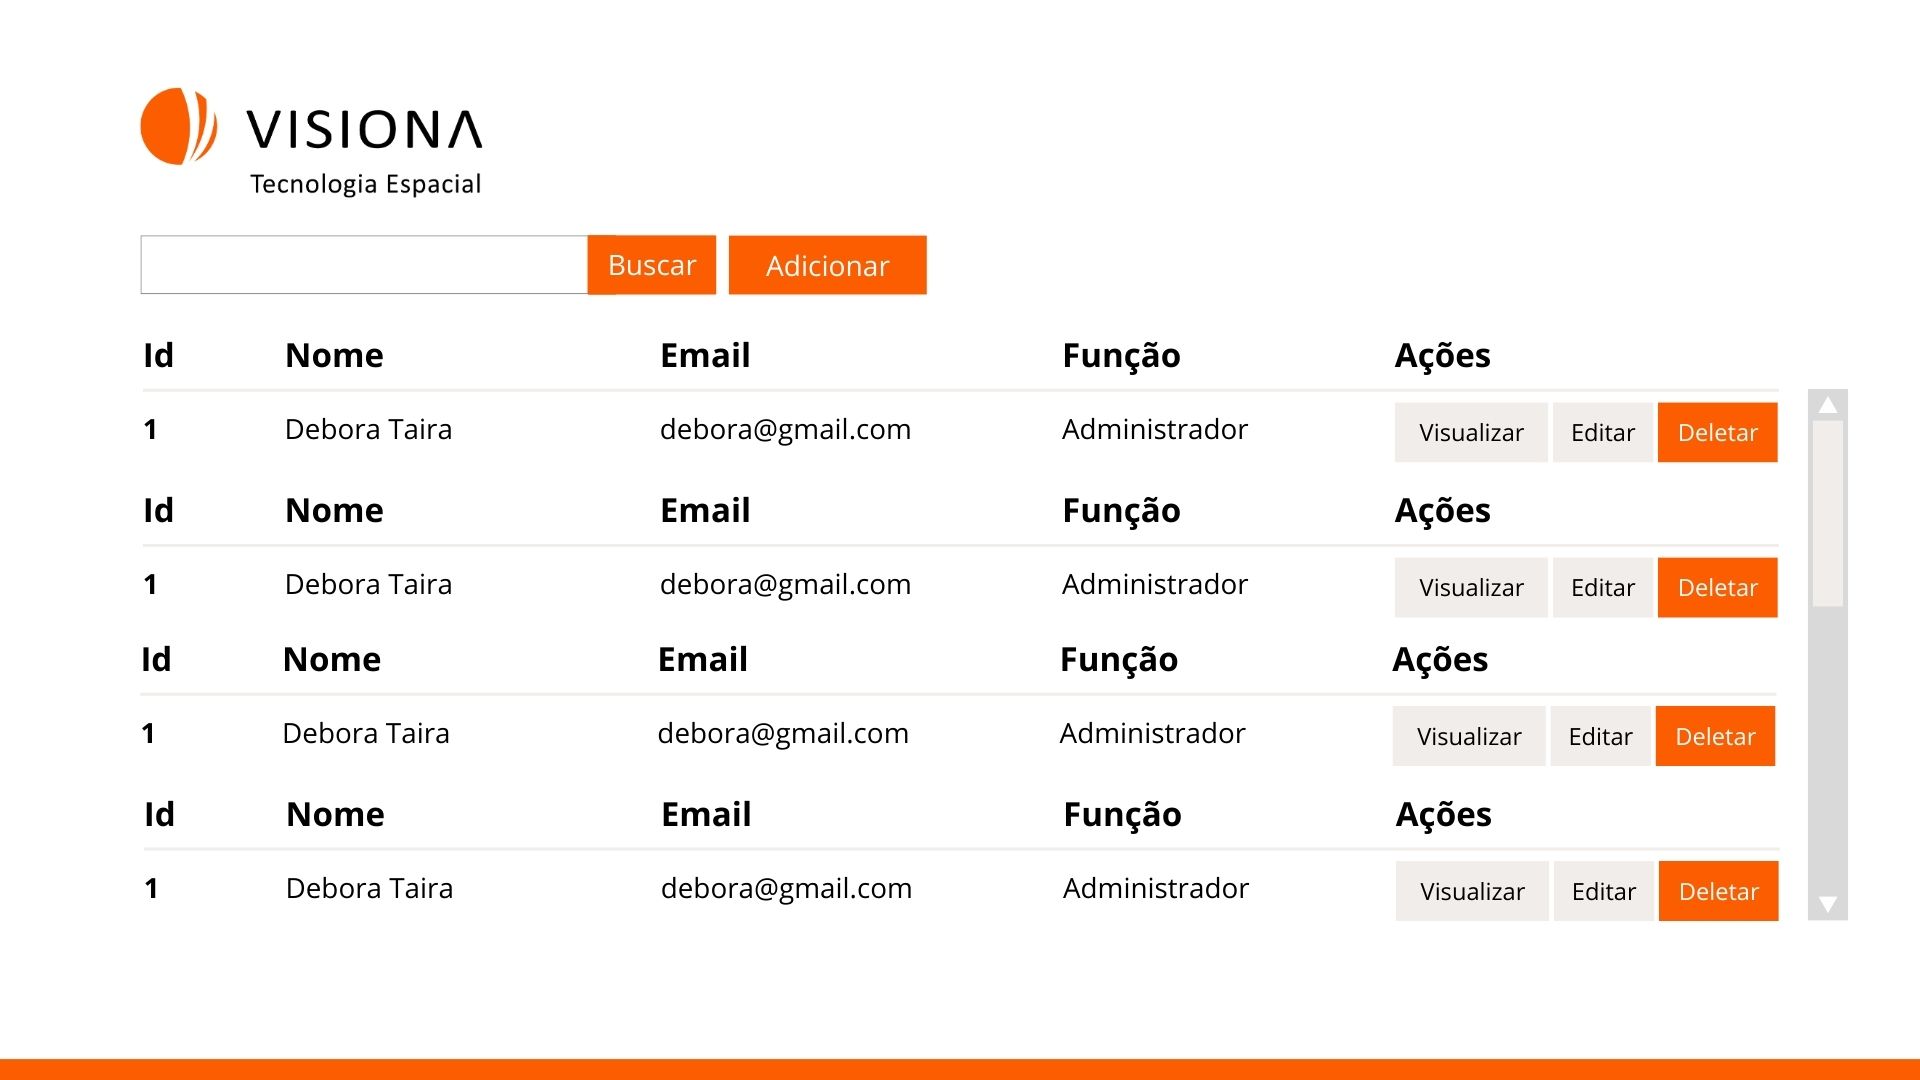 VISIONA
Tecnologia Espacial
Buscar Adicionar
Id Nome Email Função Ações
1 Debora Taira debora@gmail.com Administrador Visualizar Editar Deletar
Id Nome Email Função Ações
1 Debora Taira debora@gmail.com Administrador Visualizar Editar Deletar
Id Nome Email Função Ações
1 Debora Taira debora@gmail.com Administrador Visualizar Editar Deletar
Id Nome Email Função Ações
1 Debora Taira debora@gmail.com Administrador Visualizar Editar Deletar